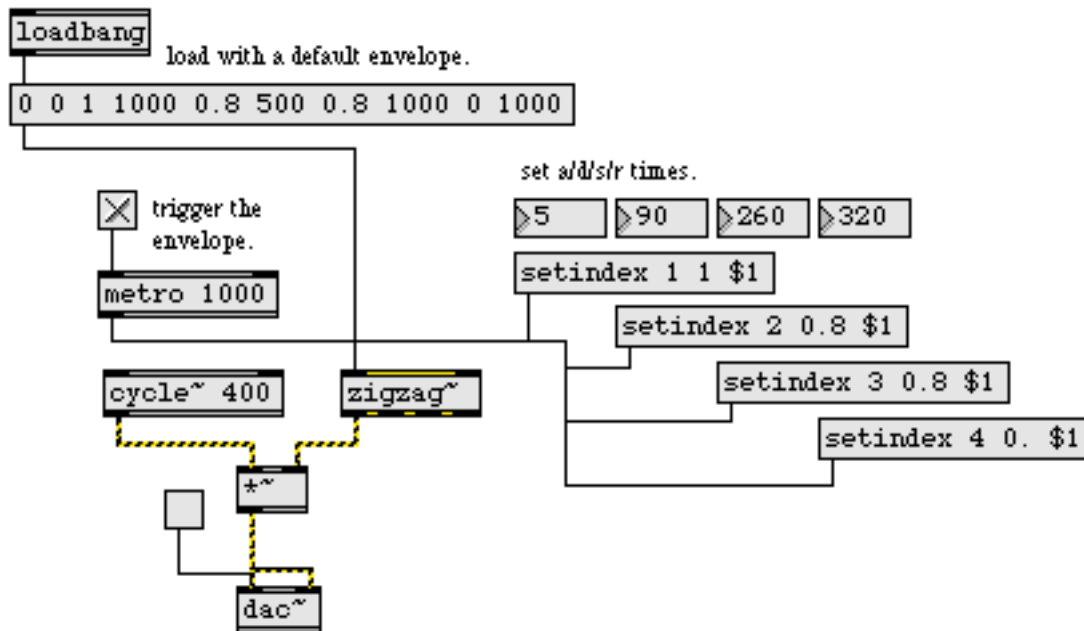 loadbang
load with a default envelope.
0 0 1 1000 0.8 500 0.8 1000 0 1000
set a/d/s/r times.
5
90
260
320
trigger the
envelope.
setindex 1 1 $1
metro 1000
setindex 2 0.8 $1
setindex 3 0.8 $1
cycle~ 400
zigzag~
setindex 4 0. $1
*~
dac~